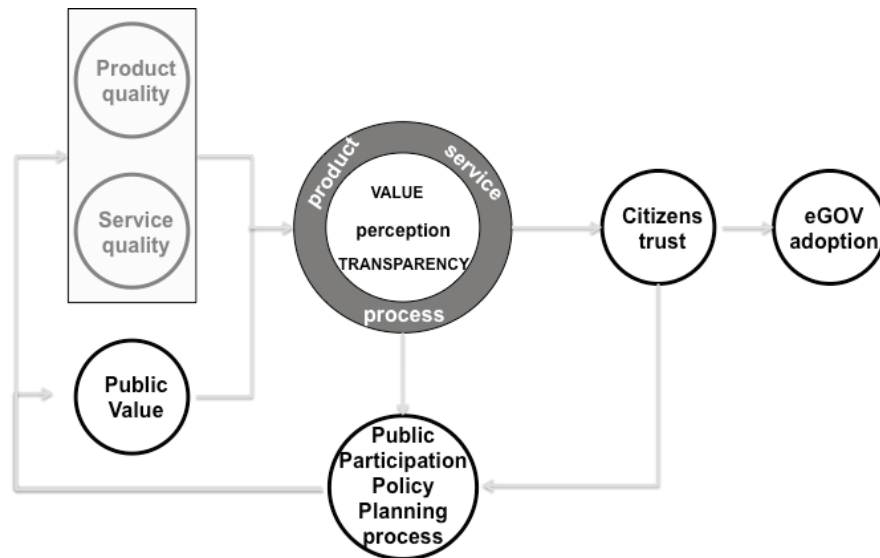 Product
quality
Service
quality
Public
Value
product
service
process
VALUE
perception
TRANSPARENCY
Citizens
trust
eGOV
adoption
Public
Participation
Policy
Planning
process